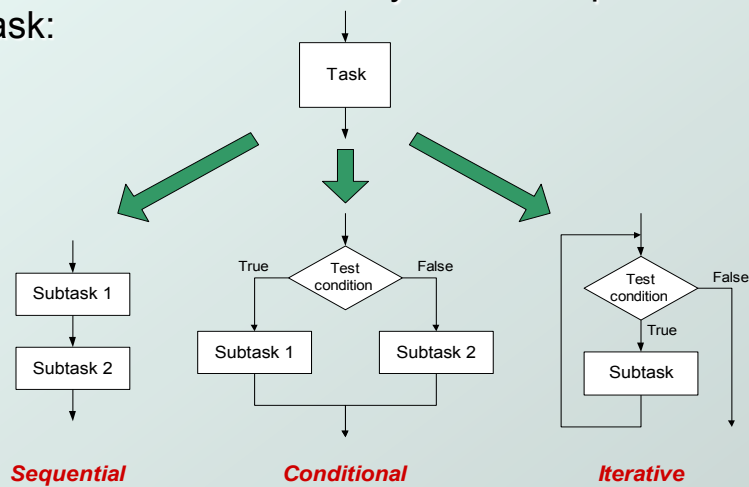 ask:
Task
True
Test
condition
False
Subtask 1
Subtask 2
Subtask 1
Subtask 2
Test
condition
False
True
Subtask
Sequential
Conditional
Iterative